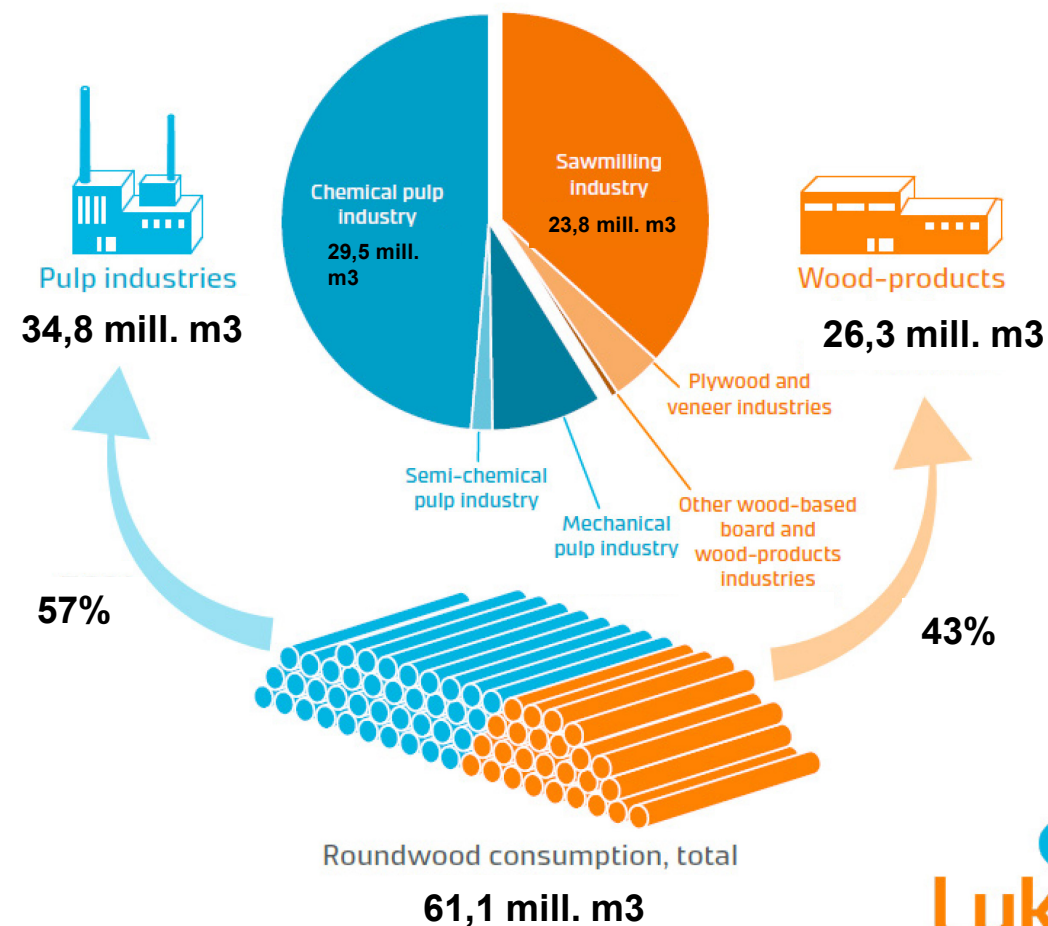 Sawmilling
industry
23,8 mill. m3
Chemical pulp
industry
29,5 mill.
m3
Pulp industries
34,8 mill. m3
Wood-products
26,3 mill. m3
Plywood and
veneer industries
Semi-chemical
pulp industry
Mechanical
pulp industry
Other wood-based
board and
wood-products
industries
57%
43%
Roundwood consumption, total
61,1 mill. m3